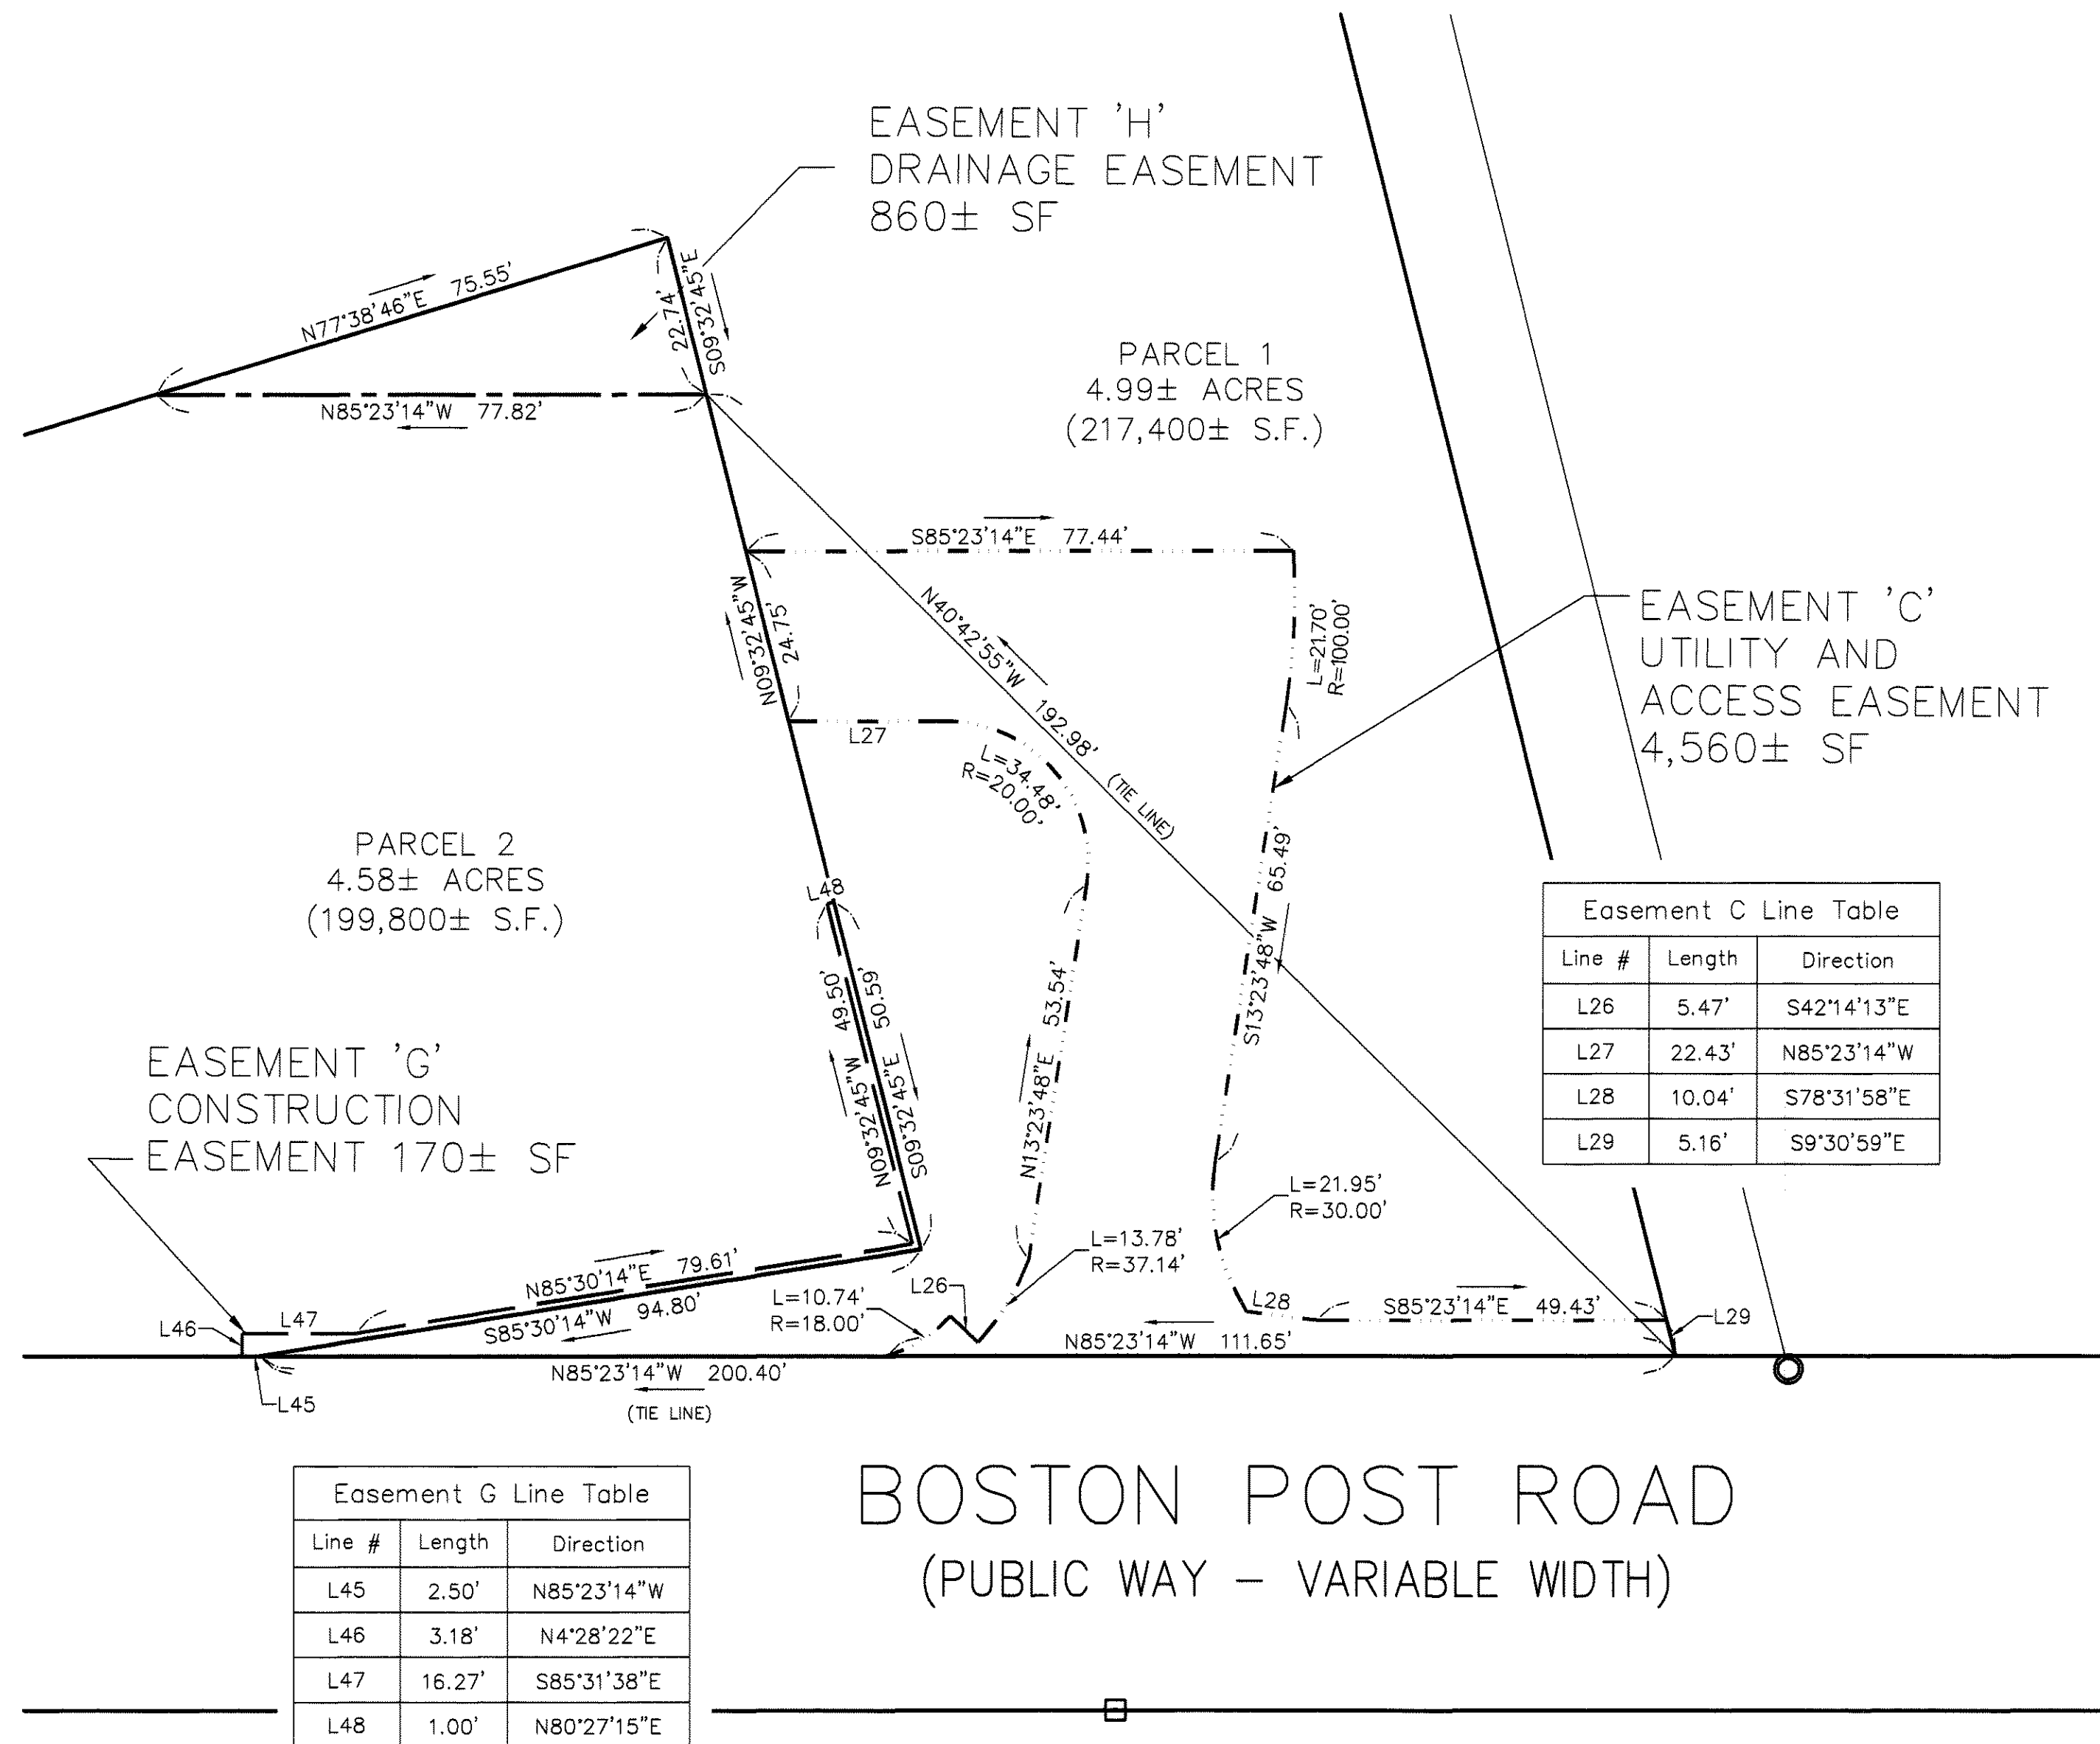 EASEMENT 'H'
DRAINAGE EASEMENT
860± SF
N77°38'46"E 75.55'
22.74'
S09°32'45"E
N85°23'14"W 77.82'
PARCEL 1
4.99± ACRES
(217,400± S.F.)
S85°23'14"E 77.44'
N09°32'45"W
24.75'
N40°42'55"W 192.98' (TIE LINE)
L=21.70'
R=100.00'
EASEMENT 'C'
UTILITY AND
ACCESS EASEMENT
4,560± SF
L27
L=34.48'
R=20.00'
PARCEL 2
4.58± ACRES
(199,800± S.F.)
L48
S13°23'48"W 65.49'
Easement C Line Table
Line # Length Direction
L26 5.47' S42°14'13"E
L27 22.43' N85°23'14"W
L28 10.04' S78°31'58"E
L29 5.16' S9°30'59"E
N09°32'45"W 49.50'
S09°32'45"E 50.59'
N13°23'48"E 53.54'
EASEMENT 'G'
CONSTRUCTION
EASEMENT 170± SF
L=21.95'
R=30.00'
L=13.78'
R=37.14'
N85°30'14"E 79.61'
S85°30'14"W 94.80'
L=10.74'
R=18.00'
L26
L28
S85°23'14"E 49.43'
L29
L46
L47
N85°23'14"W 111.65'
N85°23'14"W 200.40'
(TIE LINE)
L45
BOSTON POST ROAD
(PUBLIC WAY – VARIABLE WIDTH)
Easement G Line Table
Line # Length Direction
L45 2.50' N85°23'14"W
L46 3.18' N4°28'22"E
L47 16.27' S85°31'38"E
L48 1.00' N80°27'15"E